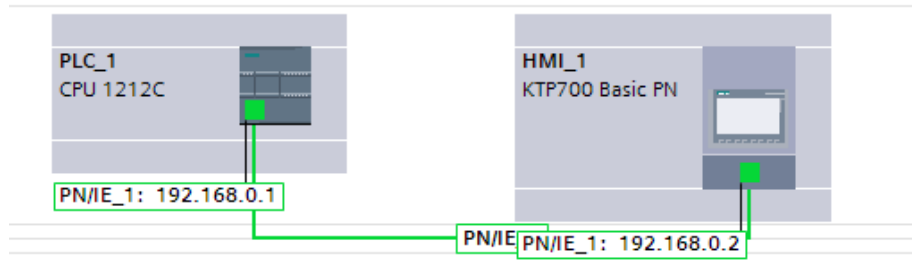 PLC_1
CPU 1212C
HMI_1
KTP700 Basic PN
PN/IE_1: 192.168.0.1
PN/IE
PN/IE_1: 192.168.0.2